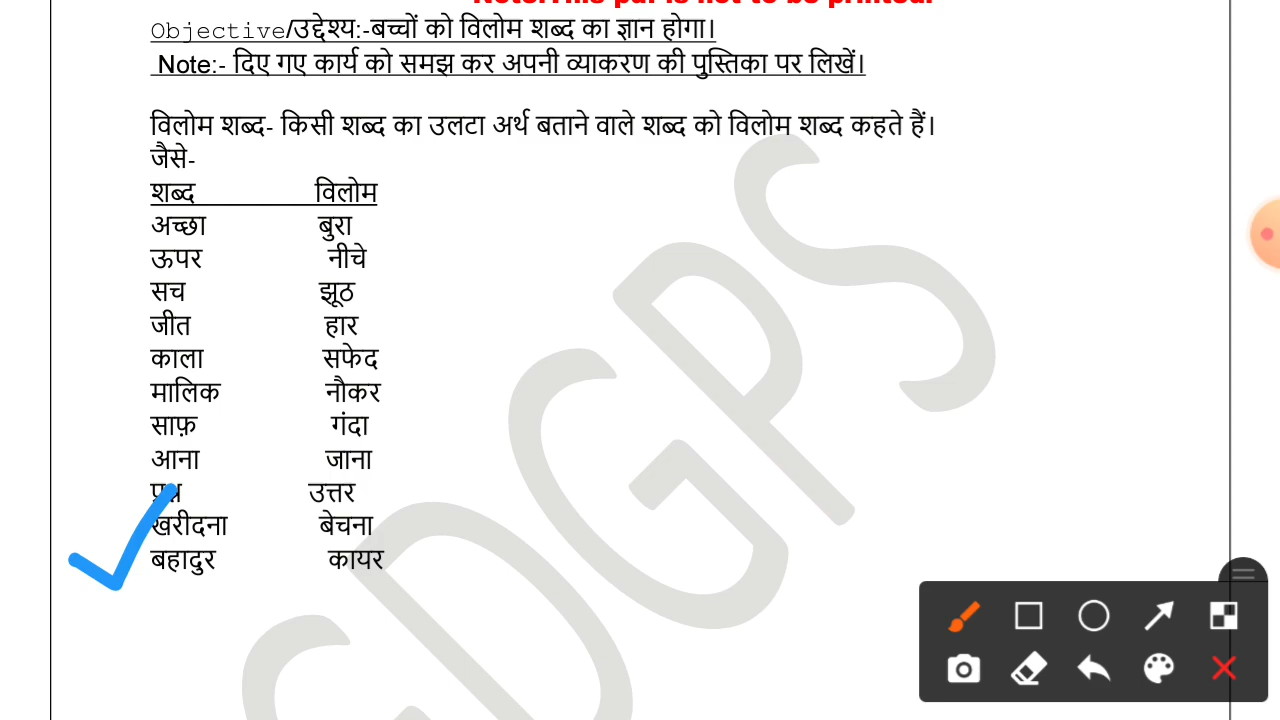 Objective/उद्देश्य:-बच्चों को विलोम शब्द का ज्ञान होगा।
Note:- दिए गए कार्य को समझ कर अपनी व्याकरण की पुस्तिका पर लिखें।
विलोम शब्द- किसी शब्द का उलटा अर्थ बताने वाले शब्द को विलोम शब्द कहते हैं।
जैसे-
शब्द विलोम
अच्छा बुरा
ऊपर नीचे
सच झूठ
जीत हार
काला सफेद
मालिक नौकर
साफ़ गंदा
आना जाना
उत्तर
खरीदना बेचना
बहादुर कायर